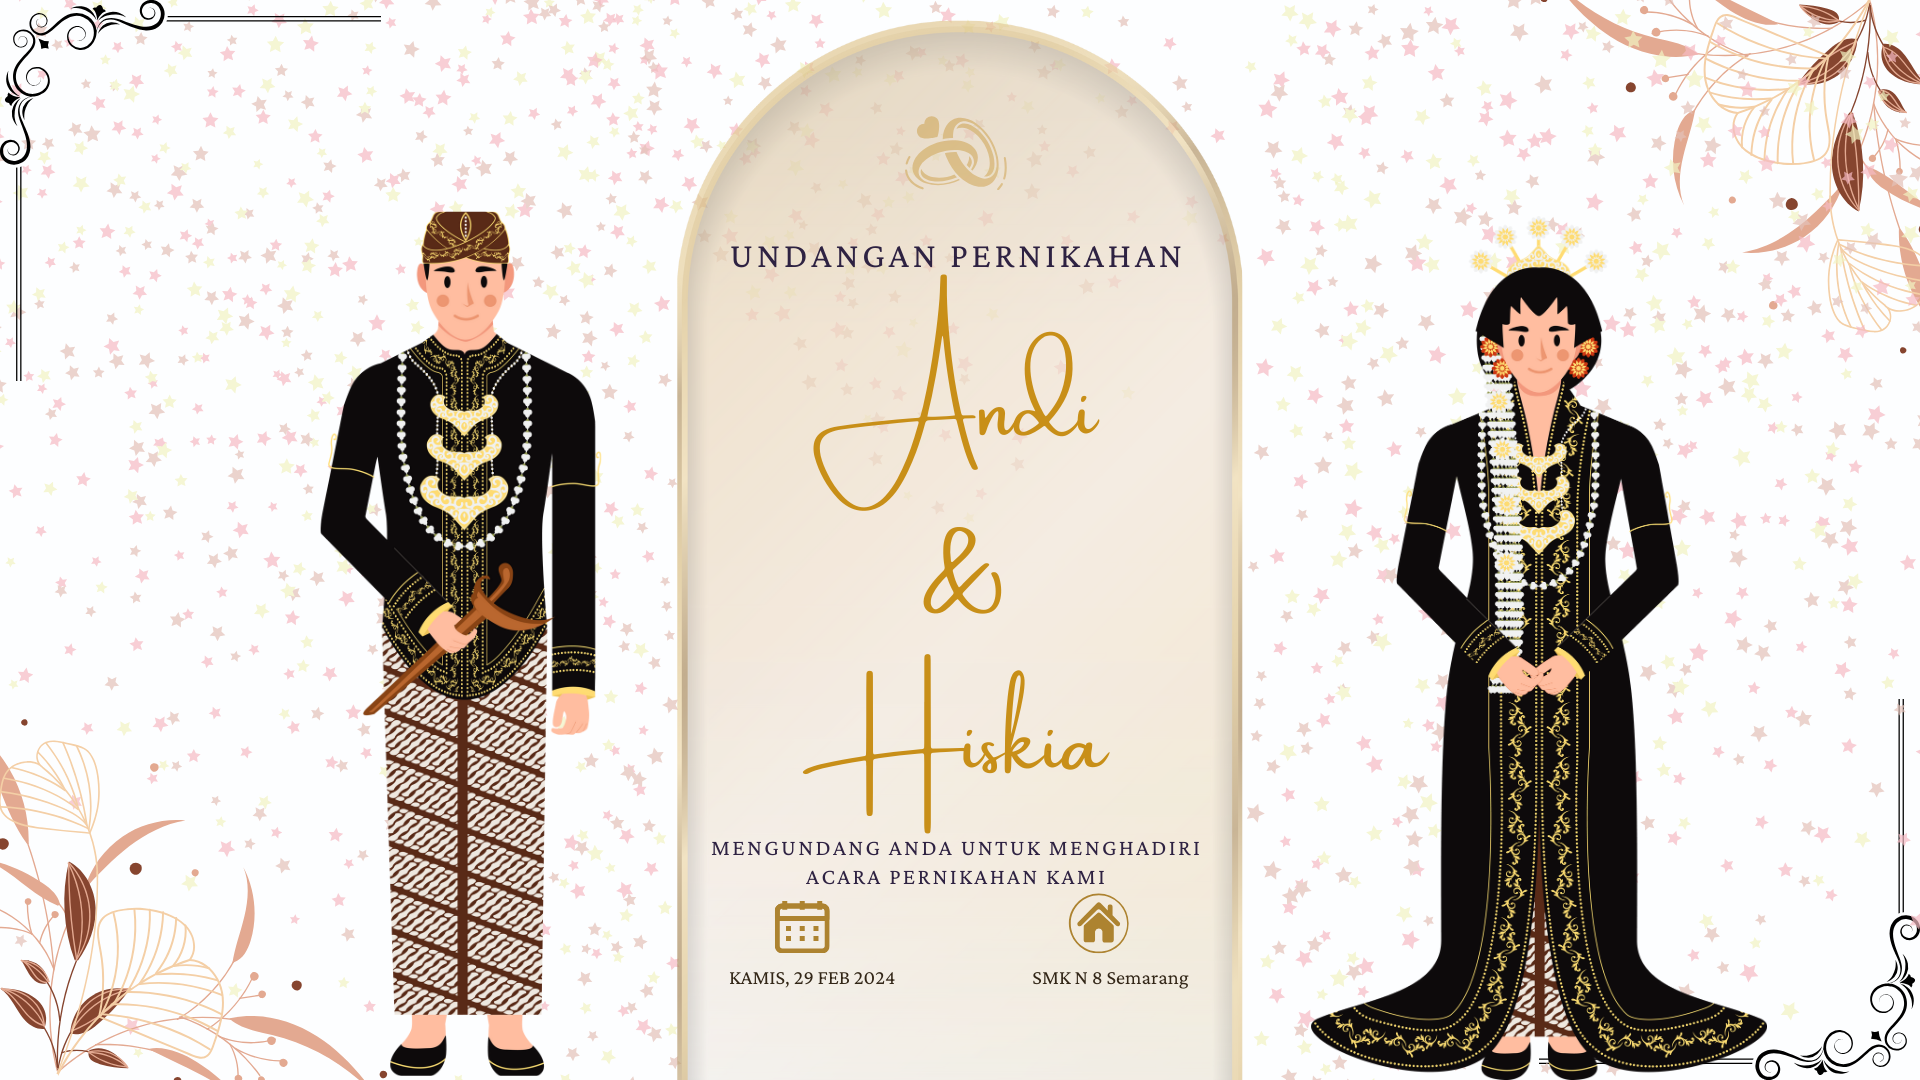 UNDANGAN PERNIKAHAN
Andi
&
Hiskia
MENGUNDANG ANDA UNTUK MENGHADIRI
ACARA PERNIKAHAN KAMI
KAMIS, 29 FEB 2024
SMK N 8 Semarang